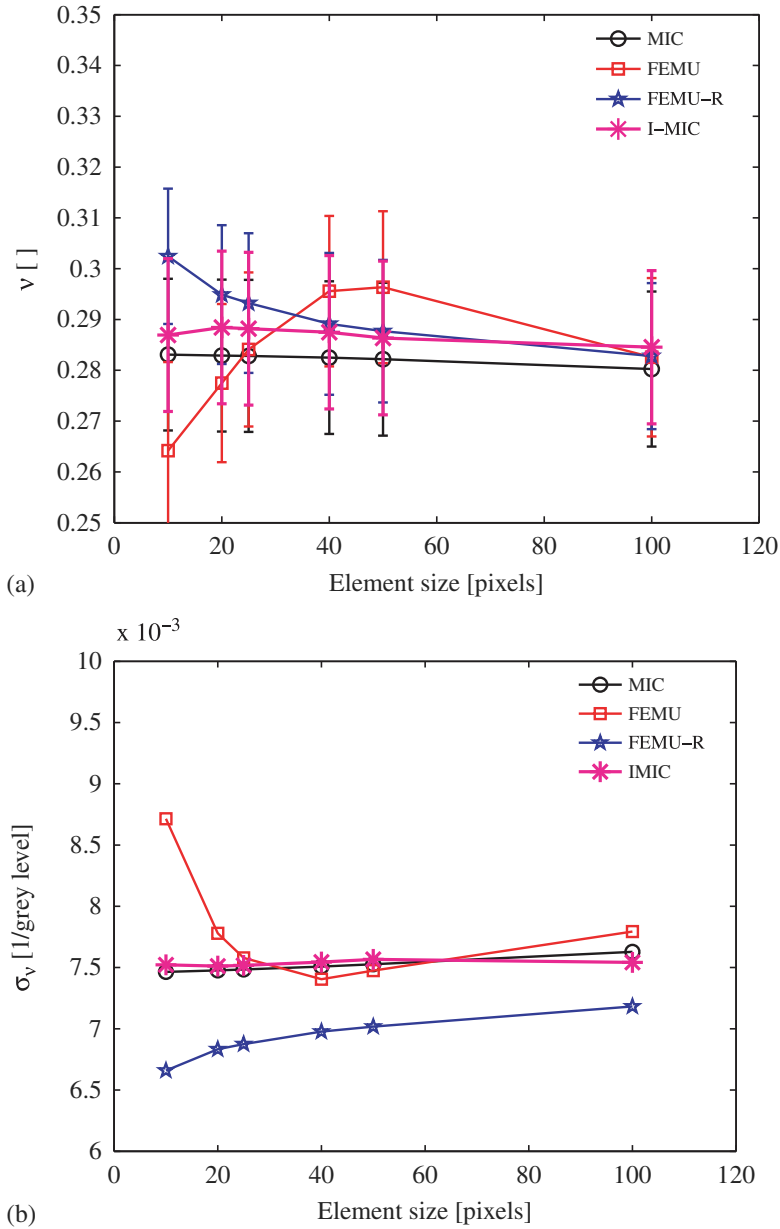 0.35
0.34
0.33
0.32
0.31
0.3
0.29
0.28
0.27
0.26
0.25
ν [ ]
MIC
FEMU
FEMU–R
I–MIC
0 20 40 60 80 100 120
Element size [pixels]
(a)
x 10⁻³
10
9.5
9
8.5
8
7.5
7
6.5
6
σν [1/grey level]
MIC
FEMU
FEMU–R
IMIC
0 20 40 60 80 100 120
Element size [pixels]
(b)